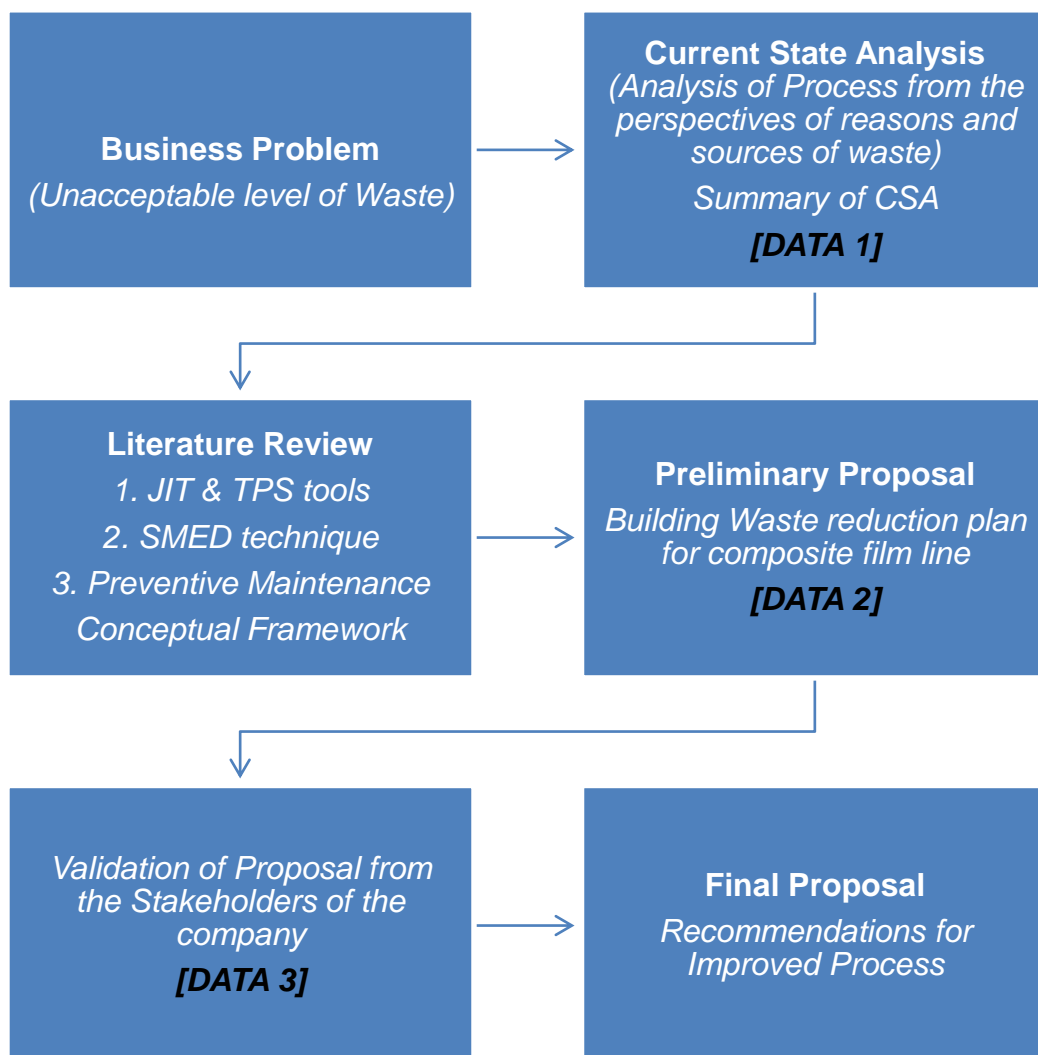 Business Problem
(Unacceptable level of Waste)
Current State Analysis
(Analysis of Process from the
perspectives of reasons and
sources of waste)
Summary of CSA
[DATA 1]
Literature Review
1. JIT & TPS tools
2. SMED technique
3. Preventive Maintenance
Conceptual Framework
Preliminary Proposal
Building Waste reduction plan
for composite film line
[DATA 2]
Validation of Proposal from
the Stakeholders of the
company
[DATA 3]
Final Proposal
Recommendations for
Improved Process